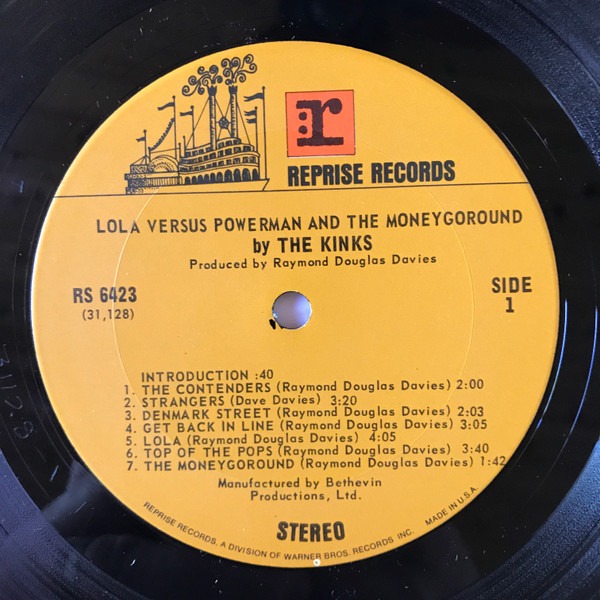 r
REPRISE RECORDS
LOLA VERSUS POWERMAN AND THE MONEYGOROUND
by THE KINKS
Produced by Raymond Douglas Davies
RS 6423
(31,128)
SIDE
1
INTRODUCTION :40
1. THE CONTENDERS (Raymond Douglas Davies) 2:00
2. STRANGERS (Dave Davies) 3:20
3. DENMARK STREET (Raymond Douglas Davies) 2:03
4. GET BACK IN LINE (Raymond Douglas Davies) 3:05
5. LOLA (Raymond Douglas Davies) 4:05
6. TOP OF THE POPS (Raymond Douglas Davies) 3:40
7. THE MONEYGOROUND (Raymond Douglas Davies) 1:42
Manufactured by Bethevin
Productions, Ltd.
STEREO
REPRISE RECORDS, A DIVISION OF WARNER BROS. RECORDS INC. MADE IN U.S.A.